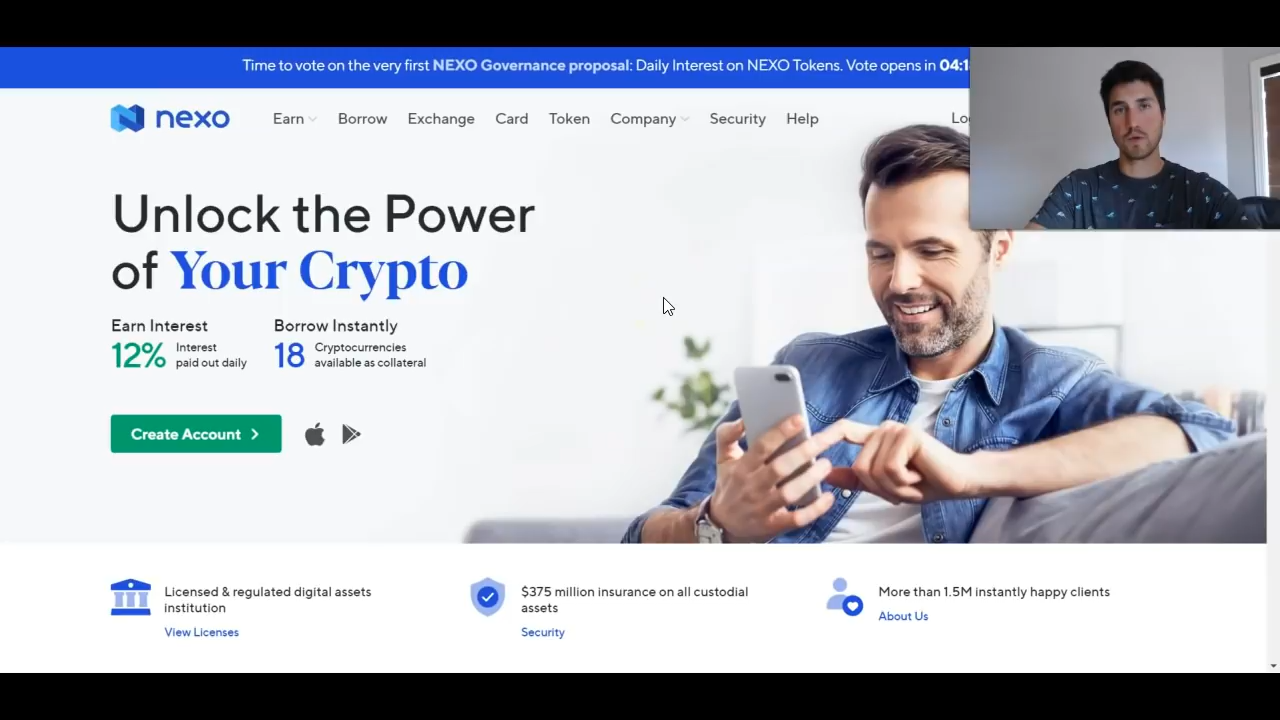 Time to vote on the very first NEXO Governance proposal: Daily Interest on NEXO Tokens. Vote opens in
nexo
Earn Borrow Exchange Card Token Company Security Help
Unlock the Power
of Your Crypto
Earn Interest
12% Interest
paid out daily
Borrow Instantly
18 Cryptocurrencies
available as collateral
Create Account
Licensed & regulated digital assets
institution
View Licenses
$375 million insurance on all custodial
assets
Security
More than 1.5M instantly happy clients
About Us